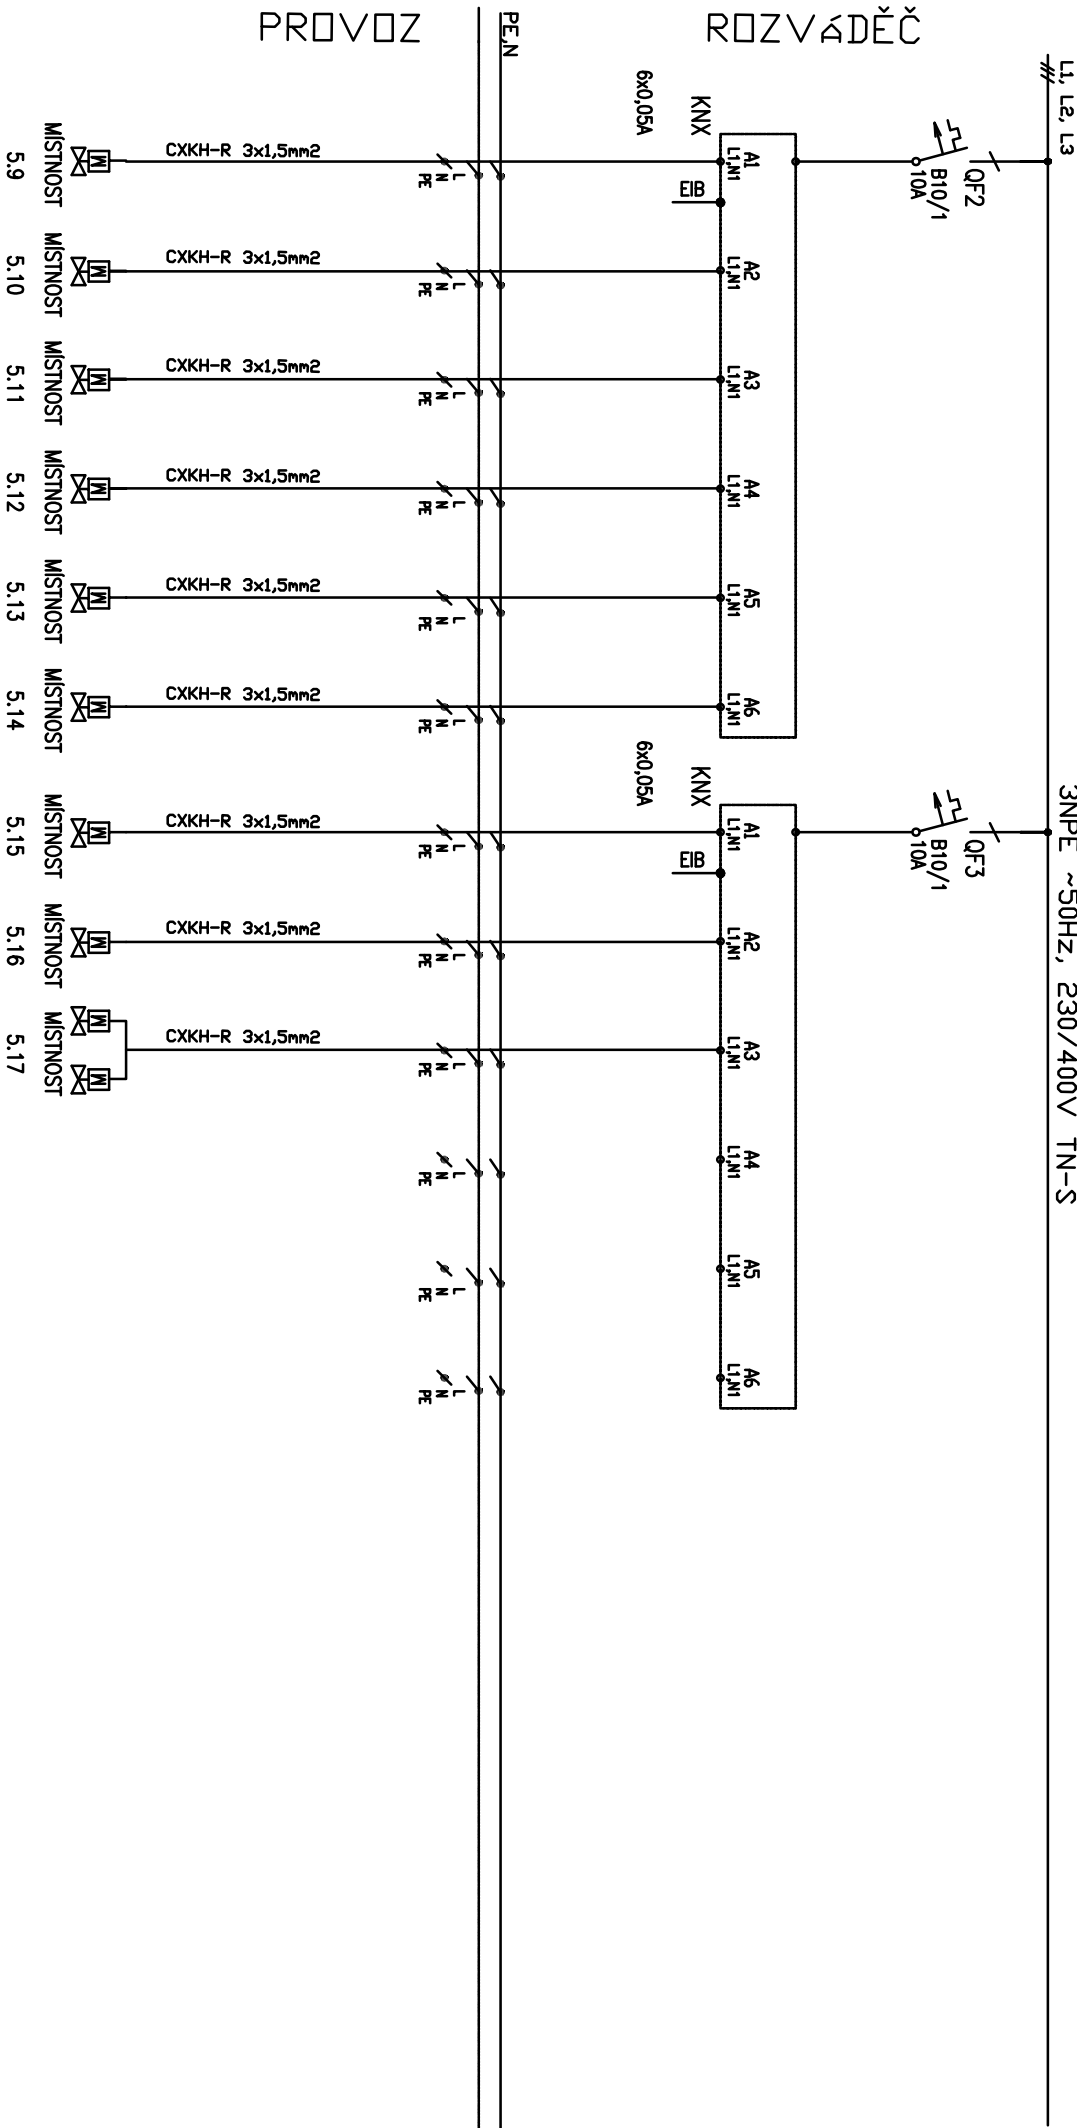 PROVOZ
ROZVáDĚČ
PE,N
L1, L2, L3
3NPE ~50Hz, 230/400V TN-S
QF2
B10/1
10A
KNX
6x0,05A
EIB
A1
L1,N1
A2
L1,N1
A3
L1,N1
A4
L1,N1
A5
L1,N1
A6
L1,N1
L
N
PE
L
N
PE
L
N
PE
L
N
PE
L
N
PE
L
N
PE
CXKH-R 3x1,5mm2
CXKH-R 3x1,5mm2
CXKH-R 3x1,5mm2
CXKH-R 3x1,5mm2
CXKH-R 3x1,5mm2
CXKH-R 3x1,5mm2
M
M
M
M
M
M
MÍSTNOST
5.9
MÍSTNOST
5.10
MÍSTNOST
5.11
MÍSTNOST
5.12
MÍSTNOST
5.13
MÍSTNOST
5.14
QF3
B10/1
10A
KNX
6x0,05A
EIB
A1
L1,N1
A2
L1,N1
A3
L1,N1
A4
L1,N1
A5
L1,N1
A6
L1,N1
L
N
PE
L
N
PE
L
N
PE
L
N
PE
L
N
PE
L
N
PE
CXKH-R 3x1,5mm2
CXKH-R 3x1,5mm2
CXKH-R 3x1,5mm2
M
M
M
M
MÍSTNOST
5.15
MÍSTNOST
5.16
MÍSTNOST
5.17